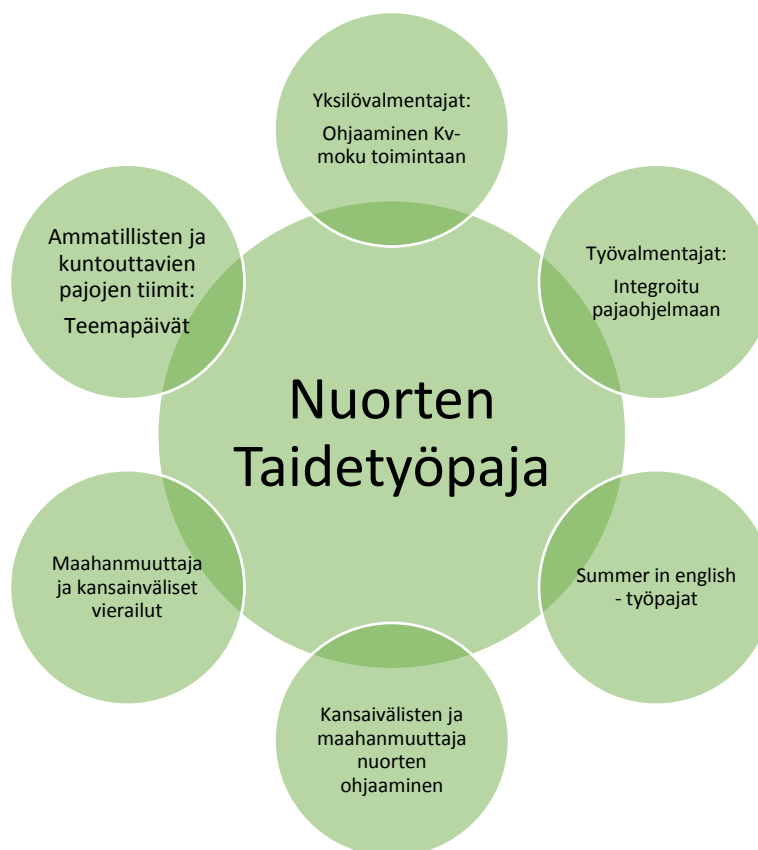 Yksilövalmentajat:
Ohjaaminen Kv-
moku toimintaan
Ammatillisten ja
kuntouttavien
pajojen tiimit:
Teemapäivät
Työvalmentajat:
Integroitu
pajaohjelmaan
Nuorten
Taidetyöpaja
Maahanmuuttaja
ja kansainväliset
vierailut
Summer in english
- työpajat
Kansaivälisten ja
maahanmuuttaja
nuorten
ohjaaminen